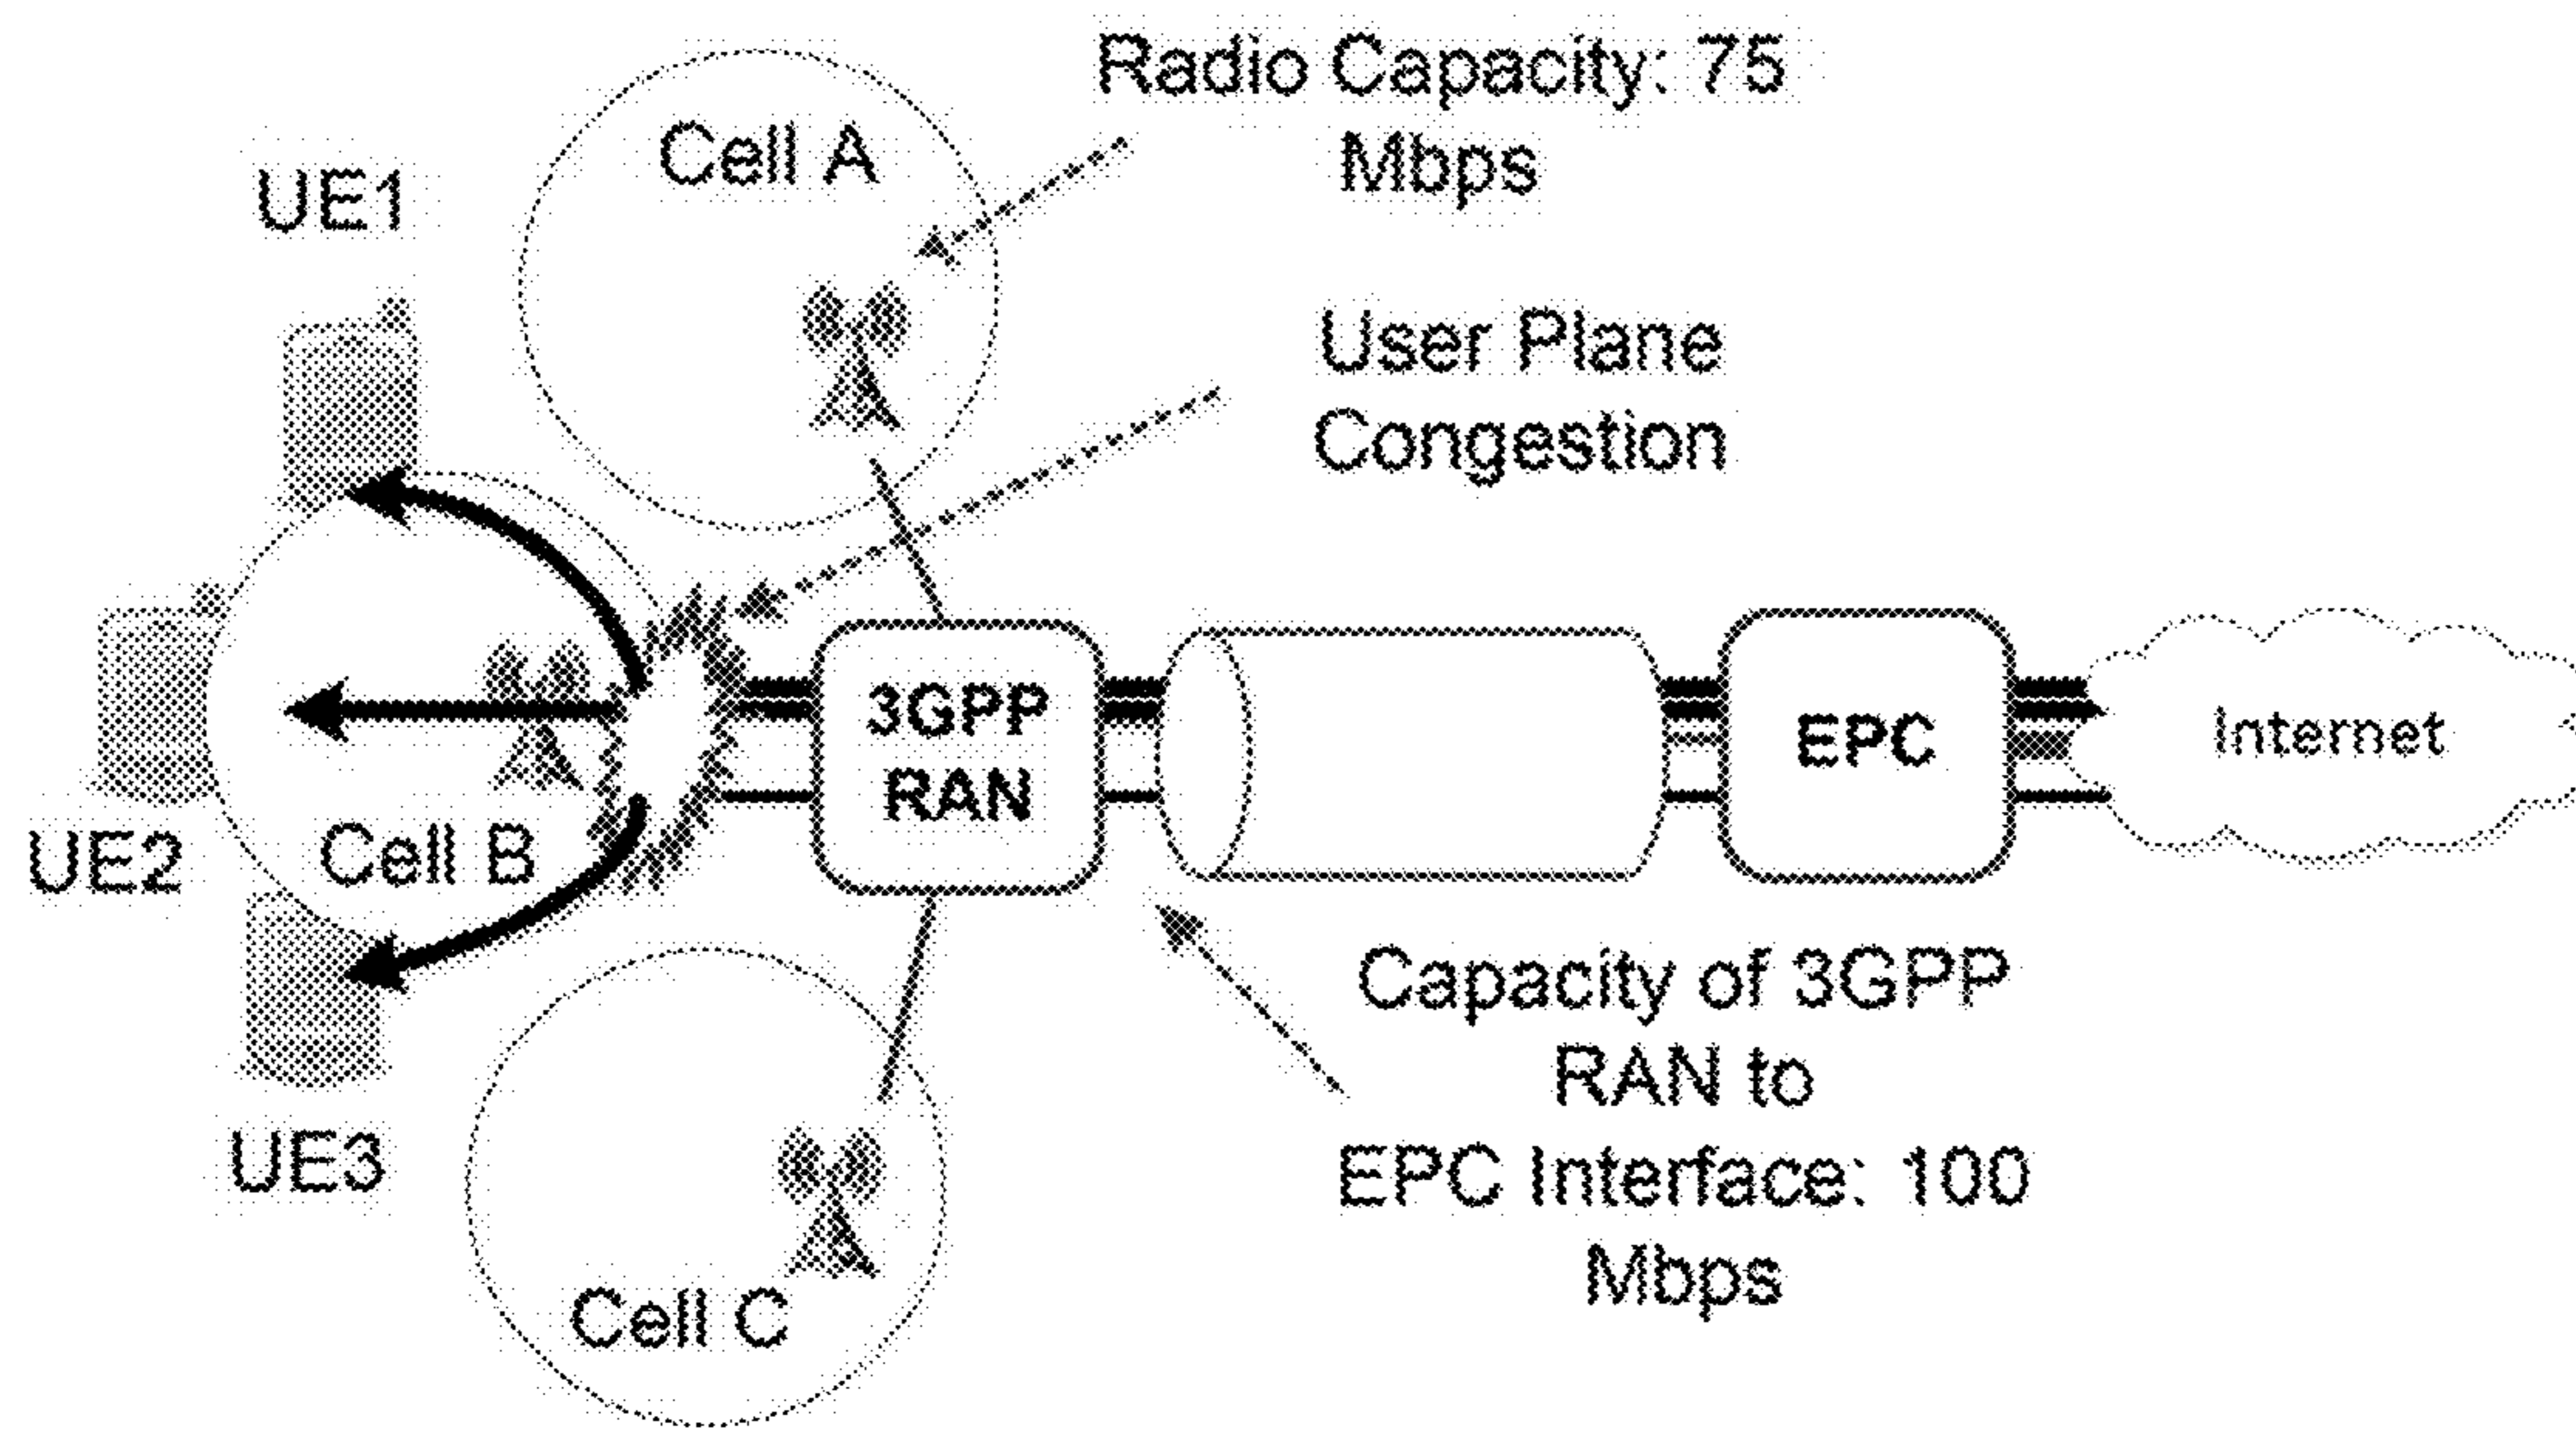 Radio Capacity: 75
Mbps
Cell A
UE1
User Plane
Congestion
3GPP
RAN
EPC
Internet
UE2
Cell B
Capacity of 3GPP
RAN to
EPC Interface: 100
Mbps
UE3
Cell C